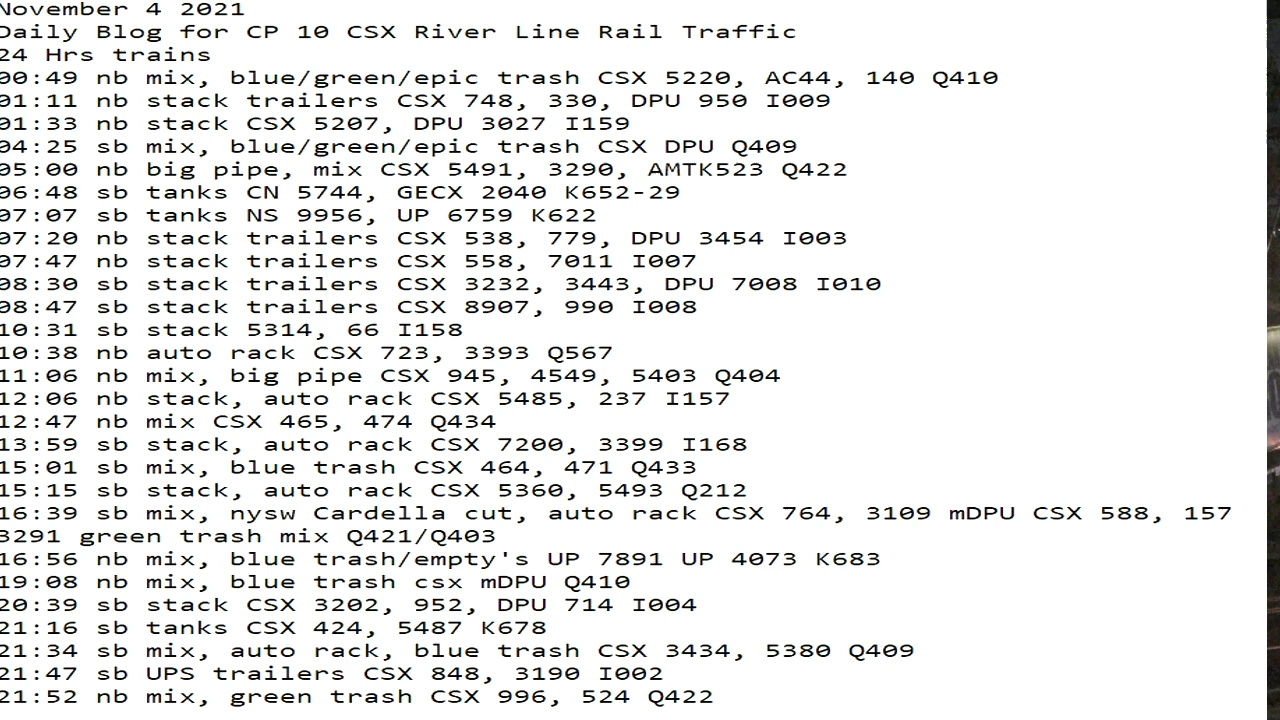 November 4 2021
Daily Blog for CP 10 CSX River Line Rail Traffic
24 Hrs trains
00:49 nb mix, blue/green/epic trash CSX 5220, AC44, 140 Q410
01:11 nb stack trailers CSX 748, 330, DPU 950 I009
01:33 nb stack CSX 5207, DPU 3027 I159
04:25 sb mix, blue/green/epic trash CSX DPU Q409
05:00 nb big pipe, mix CSX 5491, 3290, AMTK523 Q422
06:48 sb tanks CN 5744, GECX 2040 K652-29
07:07 sb tanks NS 9956, UP 6759 K622
07:20 nb stack trailers CSX 538, 779, DPU 3454 I003
07:47 nb stack trailers CSX 558, 7011 I007
08:30 sb stack trailers CSX 3232, 3443, DPU 7008 I010
08:47 sb stack trailers CSX 8907, 990 I008
10:31 sb stack 5314, 66 I158
10:38 nb auto rack CSX 723, 3393 Q567
11:06 nb mix, big pipe CSX 945, 4549, 5403 Q404
12:06 nb stack, auto rack CSX 5485, 237 I157
12:47 nb mix CSX 465, 474 Q434
13:59 sb stack, auto rack CSX 7200, 3399 I168
15:01 sb mix, blue trash CSX 464, 471 Q433
15:15 sb stack, auto rack CSX 5360, 5493 Q212
16:39 sb mix, nysw Cardella cut, auto rack CSX 764, 3109 mDPU CSX 588, 157
3291 green trash mix Q421/Q403
16:56 nb mix, blue trash/empty's UP 7891 UP 4073 K683
19:08 nb mix, blue trash csx mDPU Q410
20:39 sb stack CSX 3202, 952, DPU 714 I004
21:16 sb tanks CSX 424, 5487 K678
21:34 sb mix, auto rack, blue trash CSX 3434, 5380 Q409
21:47 sb UPS trailers CSX 848, 3190 I002
21:52 nb mix, green trash CSX 996, 524 Q422